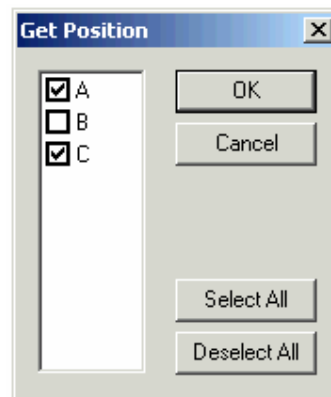 Get Position
A
B
C
OK
Cancel
Select All
Deselect All